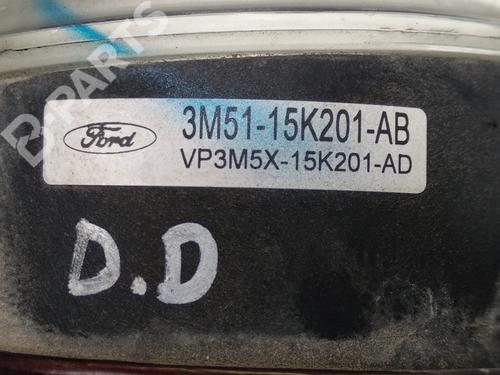 B-PARTS
Ford
3M51-15K201-AB
VP3M5X-15K201-AD
D.D